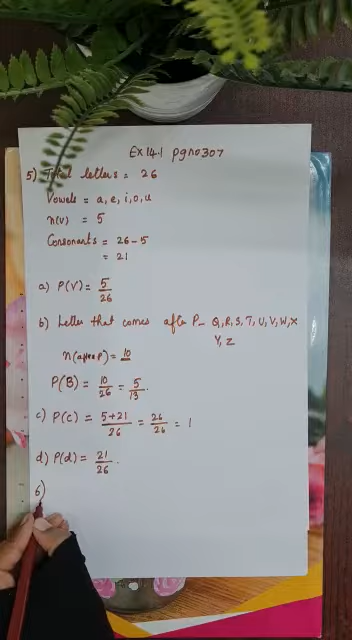 Ex 14.1 pg no 307
5) Total letters = 26
Vowels = a, e, i, o, u
n(v) = 5
Consonants = 26 - 5
= 21
a) P(V) = 5/26
b) Letter that comes after P- Q, R, S, T, U, V, W, X
Y, Z
n(after P) = 10
P(B) = 10/26 = 5/13.
c) P(C) = 5+21/26 = 26/26 = 1
d) P(d) = 21/26.
6)